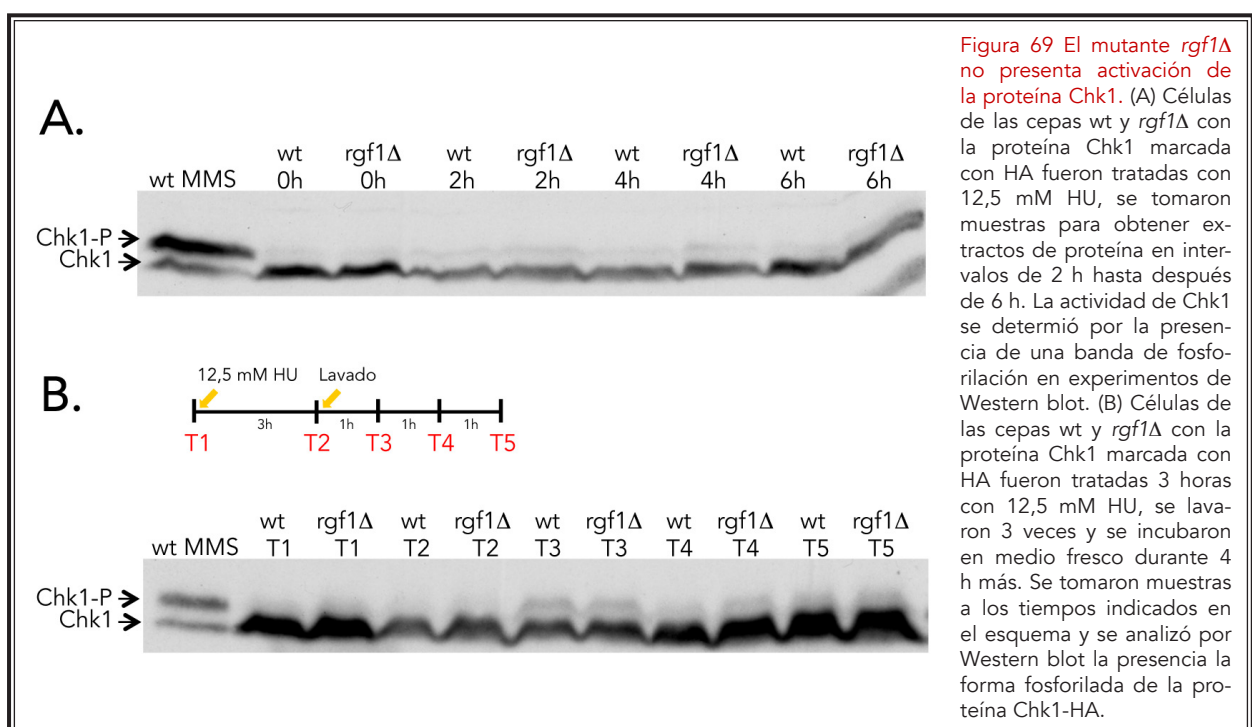 A.
wt rgf1Δ wt rgf1Δ wt rgf1Δ wt rgf1Δ
wt MMS 0h 0h 2h 2h 4h 4h 6h 6h
Chk1-P
Chk1
B.
12,5 mM HU Lavado
3h 1h 1h 1h
T1 T2 T3 T4 T5
wt rgf1Δ wt rgf1Δ wt rgf1Δ wt rgf1Δ wt rgf1Δ
wt MMS T1 T1 T2 T2 T3 T3 T4 T4 T5 T5
Chk1-P
Chk1
Figura 69 El mutante rgf1Δ
no presenta activación de
la proteína Chk1. (A) Células
de las cepas wt y rgf1Δ con
la proteína Chk1 marcada
con HA fueron tratadas con
12,5 mM HU, se tomaron
muestras para obtener ex-
tractos de proteína en inter-
valos de 2 h hasta después
de 6 h. La actividad de Chk1
se determió por la presen-
cia de una banda de fosfo-
rilación en experimentos de
Western blot. (B) Células de
las cepas wt y rgf1Δ con la
proteína Chk1 marcada con
HA fueron tratadas 3 horas
con 12,5 mM HU, se lava-
ron 3 veces y se incubaron
en medio fresco durante 4
h más. Se tomaron muestras
a los tiempos indicados en
el esquema y se analizó por
Western blot la presencia la
forma fosforilada de la pro-
teína Chk1-HA.